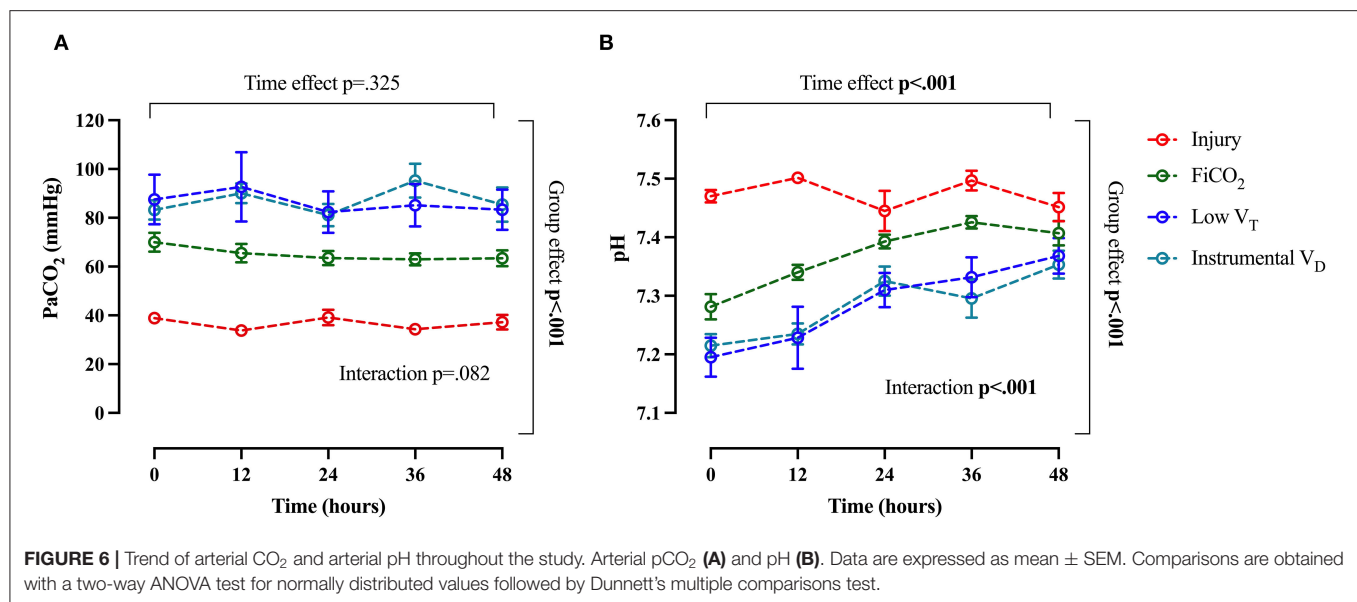 A
Time effect p=.325
PaCO2 (mmHg)
120
100
80
60
40
20
0
Interaction p=.082
Group effect p<.001
0 12 24 36 48
Time (hours)
B
Time effect p<.001
pH
7.6
7.5
7.4
7.3
7.2
7.1
Interaction p<.001
Group effect p<.001
0 12 24 36 48
Time (hours)
Injury
FiCO2
Low VT
Instrumental VD
FIGURE 6 | Trend of arterial CO2 and arterial pH throughout the study. Arterial pCO2 (A) and pH (B). Data are expressed as mean ± SEM. Comparisons are obtained
with a two-way ANOVA test for normally distributed values followed by Dunnett's multiple comparisons test.